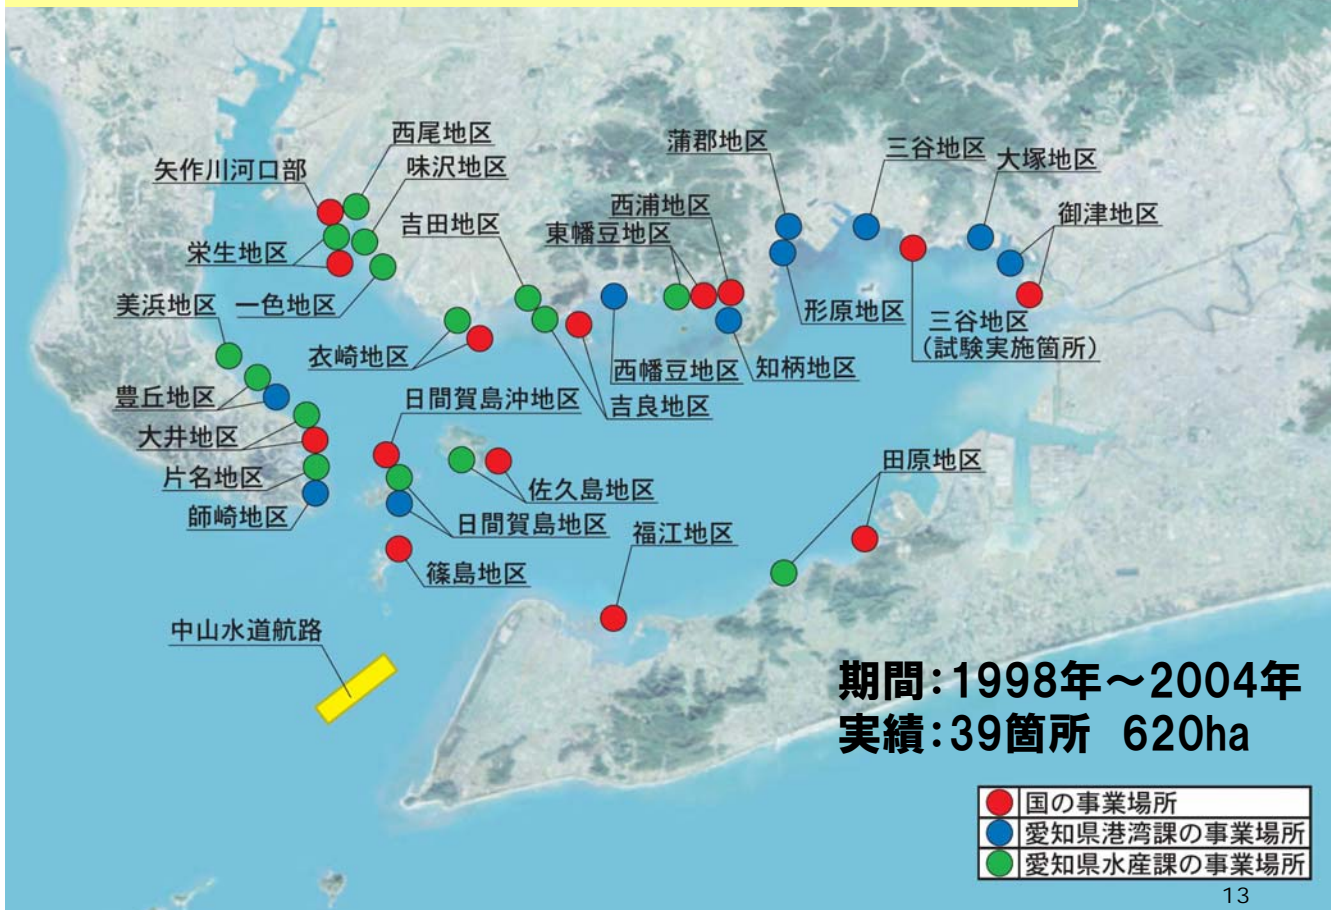 西尾地区
矢作川河口部
味沢地区
蒲郡地区
三谷地区
大塚地区
西浦地区
御津地区
吉田地区
東幡豆地区
栄生地区
美浜地区
一色地区
形原地区
三谷地区
(試験実施箇所)
衣崎地区
西幡豆地区
知柄地区
豊丘地区
日間賀島沖地区
吉良地区
大井地区
片名地区
師崎地区
佐久島地区
田原地区
日間賀島地区
福江地区
篠島地区
中山水道航路
期間:1998年~2004年
実績:39箇所 620ha
国の事業場所
愛知県港湾課の事業場所
愛知県水産課の事業場所
13